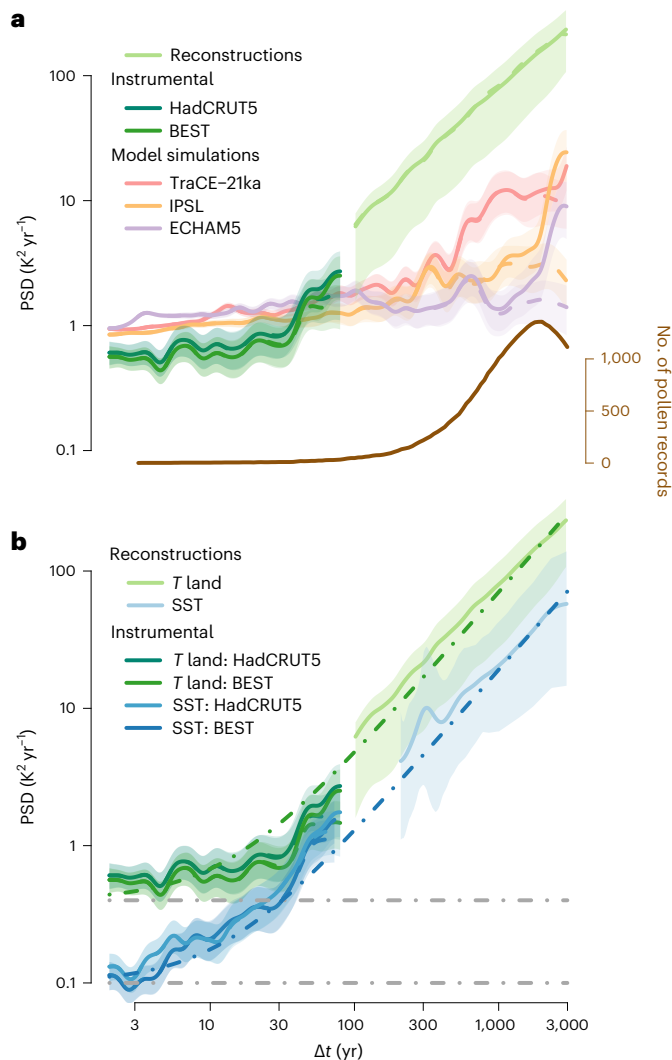 a
Reconstructions
Instrumental
HadCRUT5
BEST
Model simulations
TraCE–21ka
IPSL
ECHAM5
100
10
1
0.1
PSD (K² yr⁻¹)
1,000
500
0
No. of pollen records
b
Reconstructions
T land
SST
Instrumental
T land: HadCRUT5
T land: BEST
SST: HadCRUT5
SST: BEST
100
10
1
0.1
PSD (K² yr⁻¹)
3
10
30
100
300
1,000
3,000
Δt (yr)